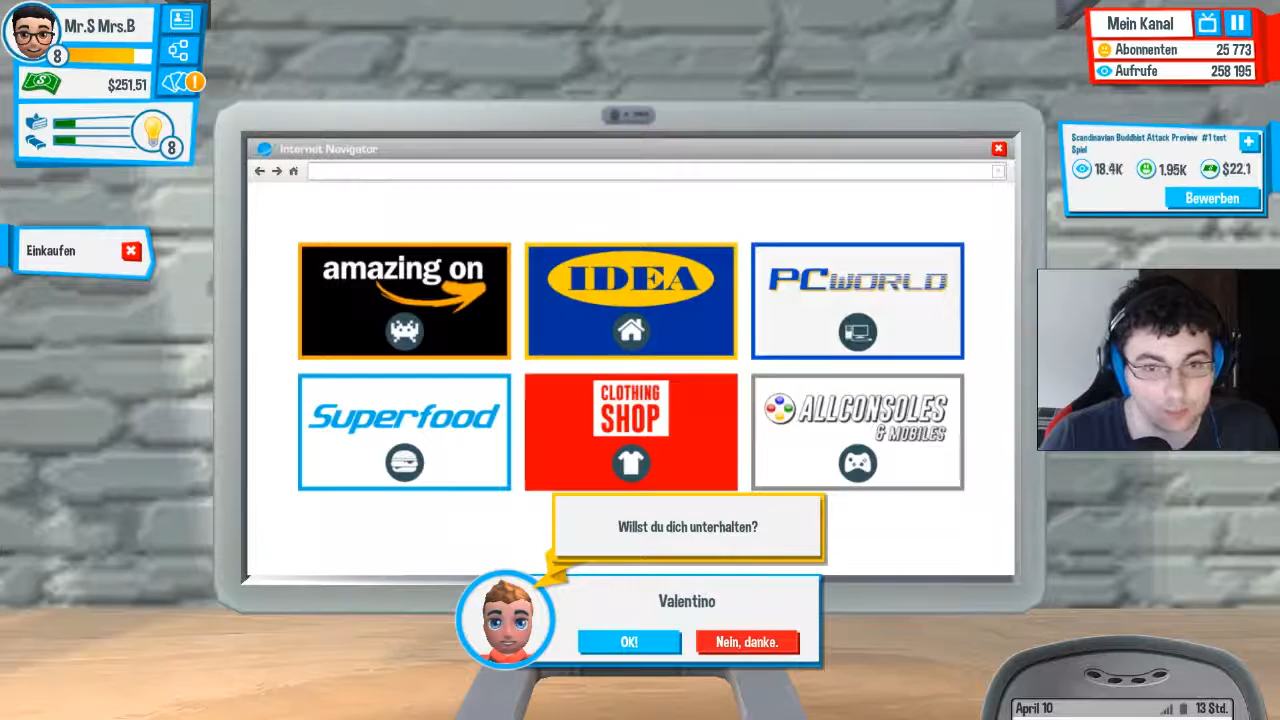 Mr.S Mrs.B
8
$251.51
!
8
Einkaufen
Mein Kanal
Abonnenten 25 773
Aufrufe 258 195
Scandinavian Buddhist Attack Preview #1 test
Spiel
18.4K 1.95K $22.1
Bewerben
Internet Navigator
amazing on
IDEA
PCWORLD
Superfood
CLOTHING
SHOP
ALLCONSOLES
& MOBILES
Willst du dich unterhalten?
Valentino
OK!
Nein, danke.
April 10 13 Std.